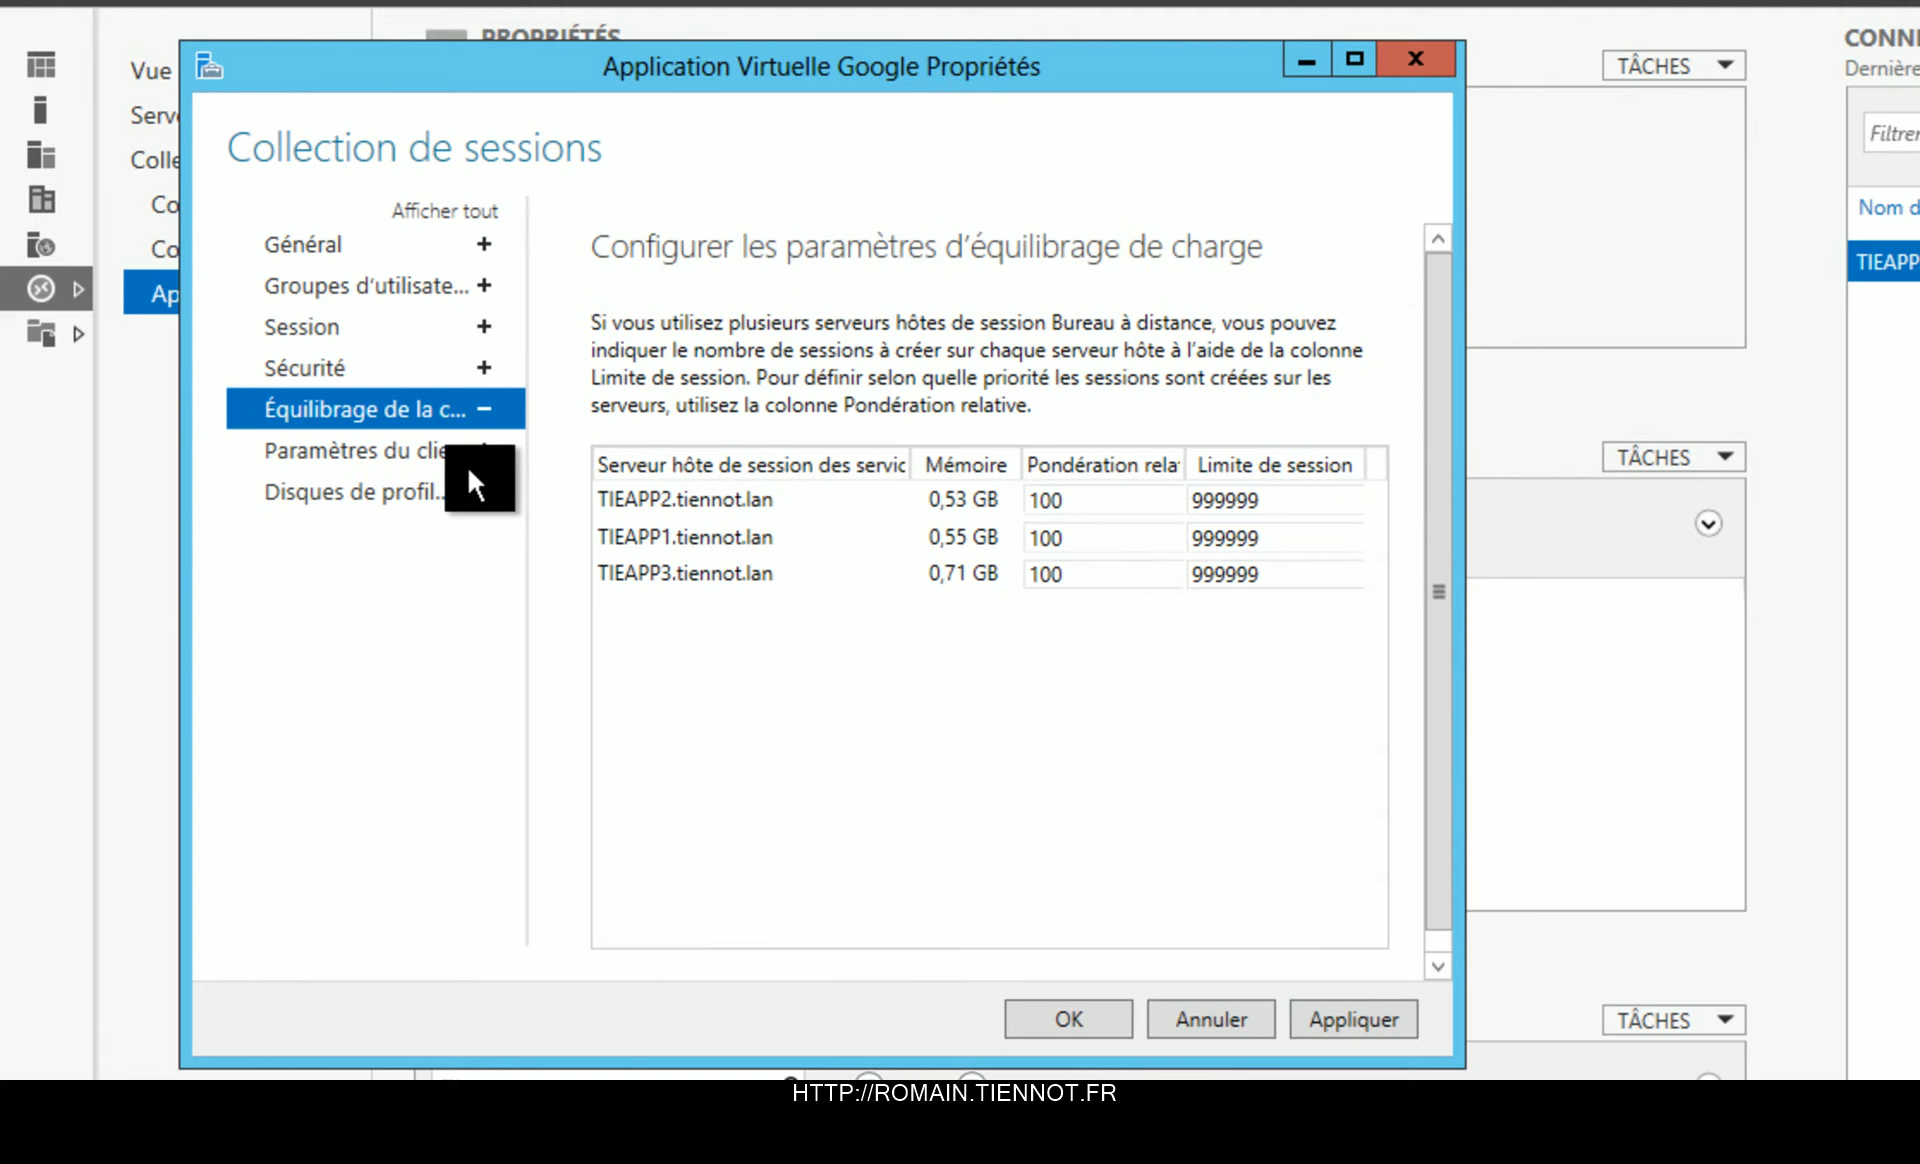 PROPRIÉTÉS
Application Virtuelle Google Propriétés
Collection de sessions
Vue
Serve
Colle
Co
Co
Ap
Afficher tout
Général
Groupes d'utilisate...
Session
Sécurité
Équilibrage de la c...
Paramètres du clie
Disques de profil...
Configurer les paramètres d'équilibrage de charge
Si vous utilisez plusieurs serveurs hôtes de session Bureau à distance, vous pouvez
indiquer le nombre de sessions à créer sur chaque serveur hôte à l'aide de la colonne
Limite de session. Pour définir selon quelle priorité les sessions sont créées sur les
serveurs, utilisez la colonne Pondération relative.
Serveur hôte de session des servic Mémoire Pondération rela Limite de session
TIEAPP2.tiennot.lan 0,53 GB 100 999999
TIEAPP1.tiennot.lan 0,55 GB 100 999999
TIEAPP3.tiennot.lan 0,71 GB 100 999999
OK Annuler Appliquer
TÂCHES
TÂCHES
TÂCHES
CONNE
Dernière
Filtrer
Nom d
TIEAPP
HTTP://ROMAIN.TIENNOT.FR